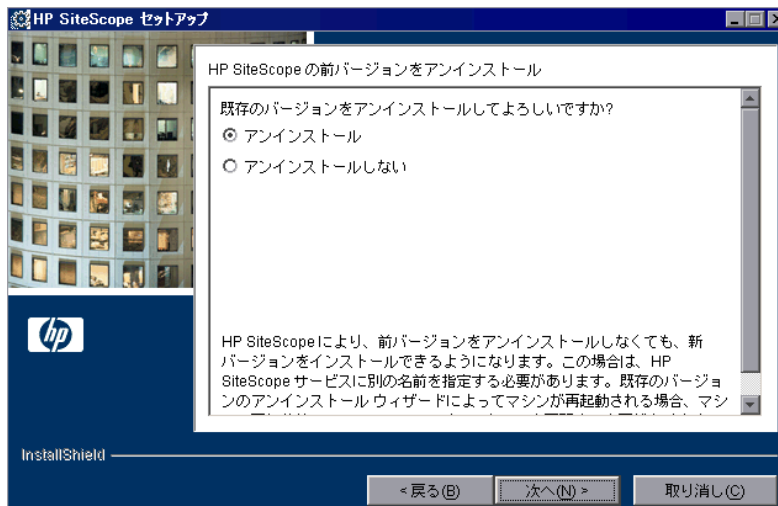 HP SiteScope セットアップ
HP SiteScope の前バージョンをアンインストール
既存のバージョンをアンインストールしてよろしいですか?
アンインストール
アンインストールしない
HP SiteScope により、前バージョンをアンインストールしなくても、新
バージョンをインストールできるようになります。この場合は、HP
SiteScope サービスに別の名前を指定する必要があります。既存のバージョ
ンのアンインストール ウィザードによってマシンが再起動される場合、マシ
hp
InstallShield
<戻る(B)
次へ(N) >
取り消し(C)